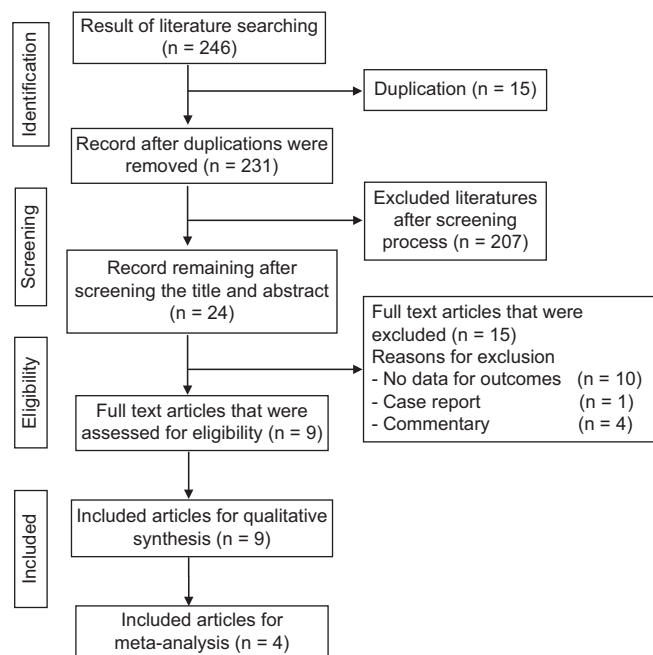 Identification
Result of literature searching
(n = 246)
Duplication (n = 15)
Record after duplications were
removed (n = 231)
Screening
Excluded literatures
after screening
process (n = 207)
Record remaining after
screening the title and abstract
(n = 24)
Eligibility
Full text articles that were
excluded (n = 15)
Reasons for exclusion
- No data for outcomes (n = 10)
- Case report (n = 1)
- Commentary (n = 4)
Full text articles that were
assessed for eligibility (n = 9)
Included
Included articles for qualitative
synthesis (n = 9)
Included articles for
meta-analysis (n = 4)